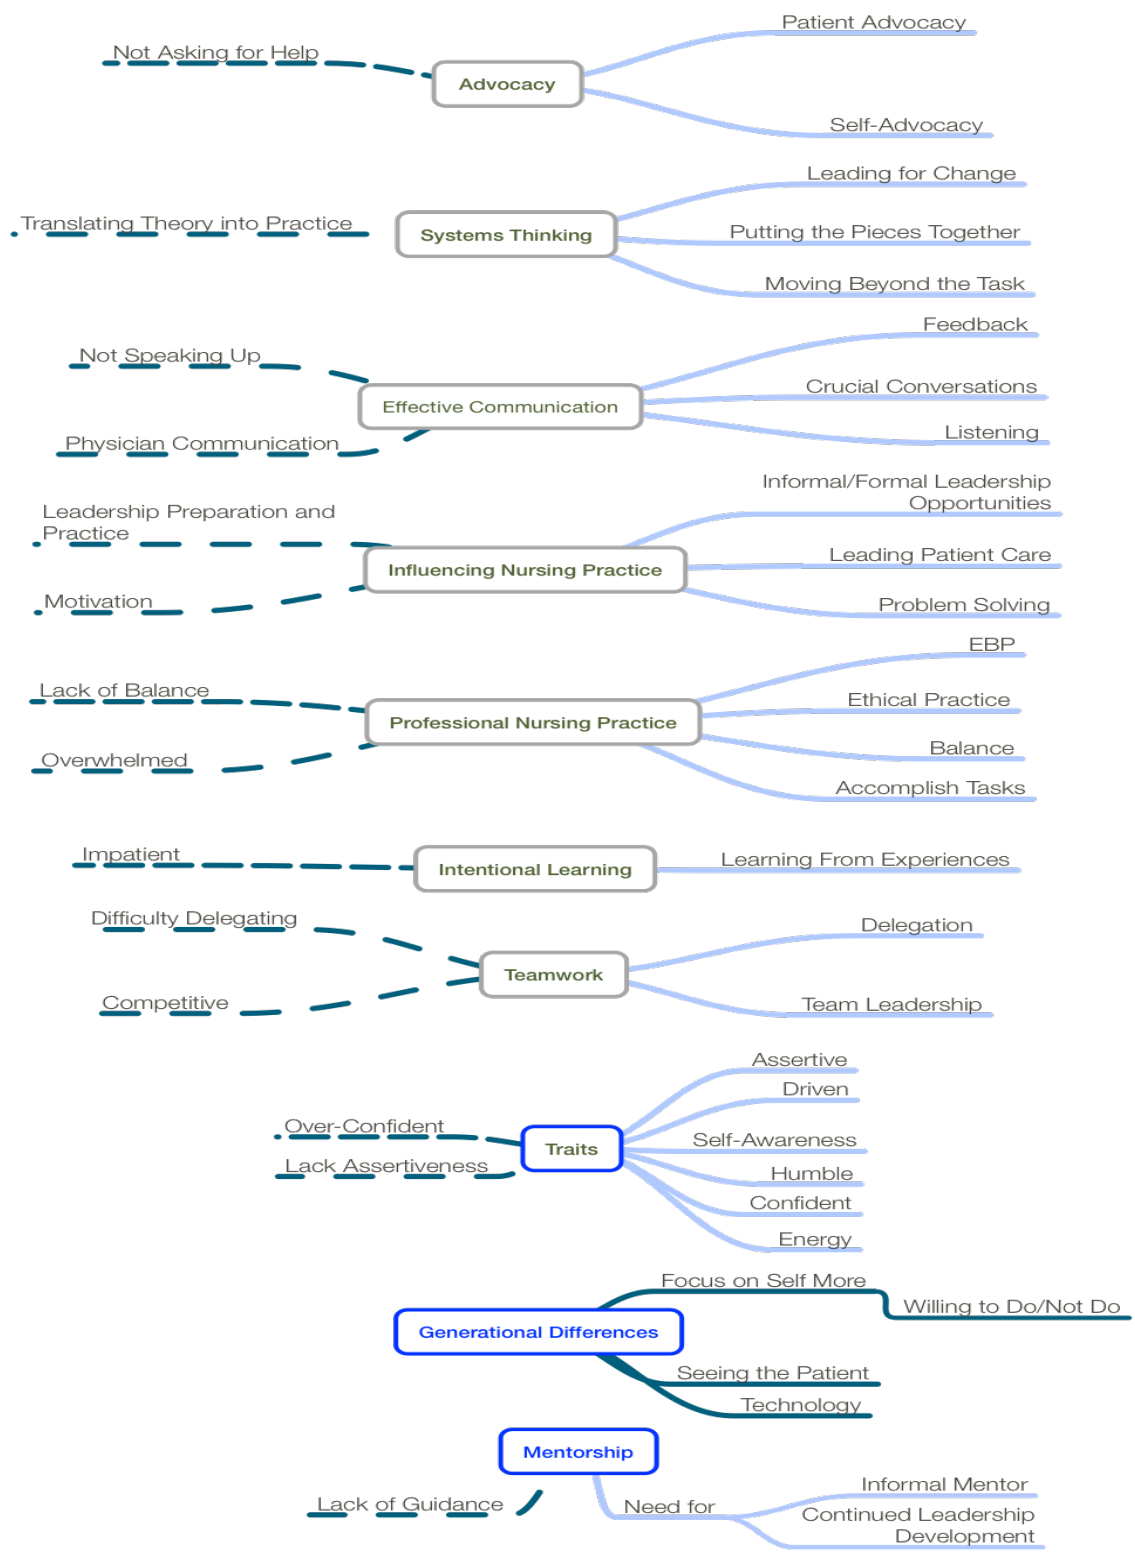 Patient Advocacy
Not Asking for Help
Advocacy
Self-Advocacy
Leading for Change
Translating Theory into Practice
Systems Thinking
Putting the Pieces Together
Moving Beyond the Task
Feedback
Not Speaking Up
Effective Communication
Crucial Conversations
Physician Communication
Listening
Informal/Formal Leadership
Opportunities
Leadership Preparation and
Practice
Influencing Nursing Practice
Leading Patient Care
Motivation
Problem Solving
EBP
Lack of Balance
Professional Nursing Practice
Ethical Practice
Balance
Overwhelmed
Accomplish Tasks
Impatient
Intentional Learning
Learning From Experiences
Difficulty Delegating
Delegation
Teamwork
Competitive
Team Leadership
Assertive
Driven
Over-Confident
Traits
Self-Awareness
Lack Assertiveness
Humble
Confident
Energy
Focus on Self More
Willing to Do/Not Do
Generational Differences
Seeing the Patient
Technology
Mentorship
Lack of Guidance
Need for
Informal Mentor
Continued Leadership
Development